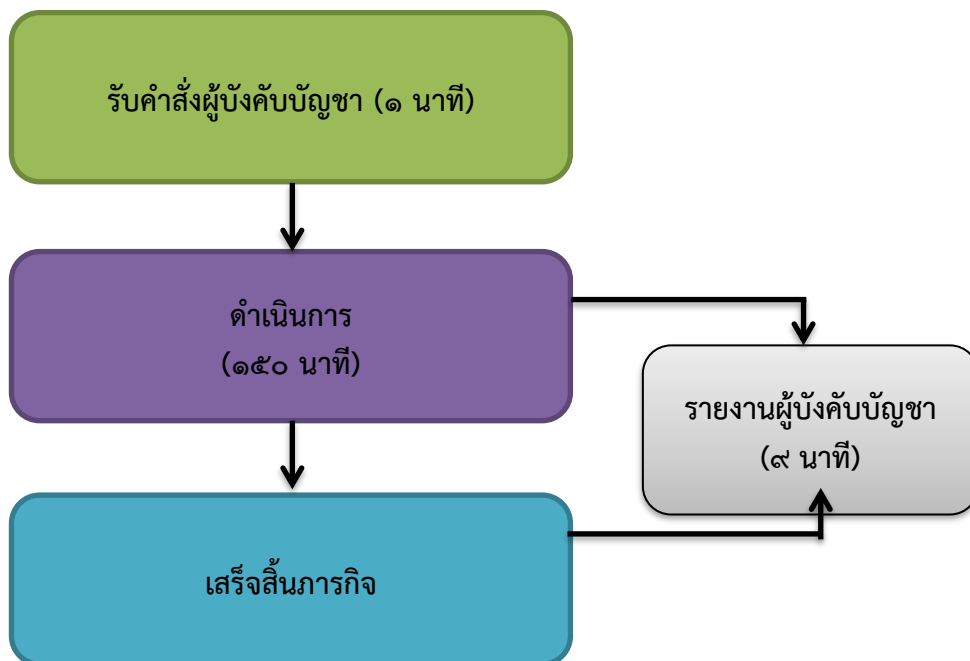 รับคำสั่งผู้บังคับบัญชา (๑ นาที)
ดำเนินการ
(๑๕๐ นาที)
รายงานผู้บังคับบัญชา
(๙ นาที)
เสร็จสิ้นภารกิจ